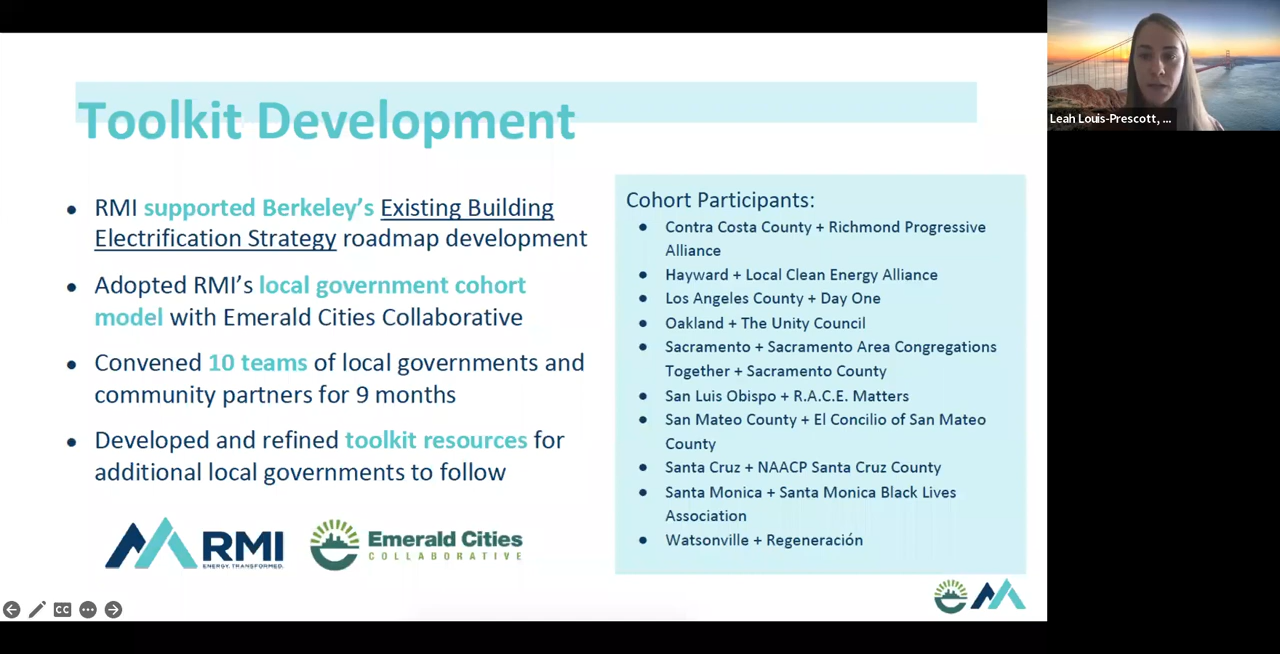 Toolkit Development
● RMI supported Berkeley's Existing Building
Electrification Strategy roadmap development
● Adopted RMI's local government cohort
model with Emerald Cities Collaborative
● Convened 10 teams of local governments and
community partners for 9 months
● Developed and refined toolkit resources for
additional local governments to follow
RMI
ENERGY. TRANSFORMED.
Emerald Cities
COLLABORATIVE
Cohort Participants:
● Contra Costa County + Richmond Progressive
Alliance
● Hayward + Local Clean Energy Alliance
● Los Angeles County + Day One
● Oakland + The Unity Council
● Sacramento + Sacramento Area Congregations
Together + Sacramento County
● San Luis Obispo + R.A.C.E. Matters
● San Mateo County + El Concilio of San Mateo
County
● Santa Cruz + NAACP Santa Cruz County
● Santa Monica + Santa Monica Black Lives
Association
● Watsonville + Regeneración
CC
Leah Louis-Prescott, ...